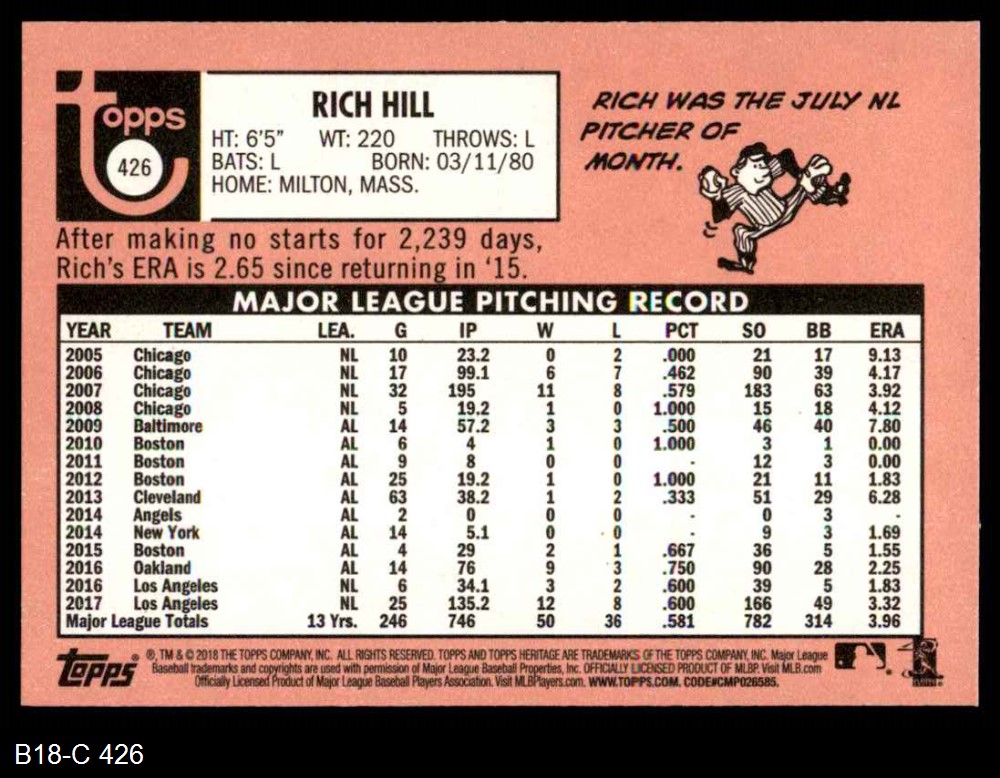 topps
426
RICH HILL
HT: 6'5" WT: 220 THROWS: L
BATS: L BORN: 03/11/80
HOME: MILTON, MASS.
RICH WAS THE JULY NL
PITCHER OF
MONTH.
After making no starts for 2,239 days,
Rich's ERA is 2.65 since returning in '15.
MAJOR LEAGUE PITCHING RECORD
YEAR TEAM LEA. G IP W L PCT SO BB ERA
2005 Chicago NL 10 23.2 0 2 .000 21 17 9.13
2006 Chicago NL 17 99.1 6 7 .462 90 39 4.17
2007 Chicago NL 32 195 11 8 .579 183 63 3.92
2008 Chicago NL 5 19.2 1 0 1.000 15 18 4.12
2009 Baltimore AL 14 57.2 3 3 .500 46 40 7.80
2010 Boston AL 6 4 1 0 1.000 3 1 0.00
2011 Boston AL 9 8 0 0 - 12 3 0.00
2012 Boston AL 25 19.2 1 0 1.000 21 11 1.83
2013 Cleveland AL 63 38.2 1 2 .333 51 29 6.28
2014 Angels AL 2 0 0 0 - 0 3 -
2014 New York AL 14 5.1 0 0 - 9 3 1.69
2015 Boston AL 4 29 2 1 .667 36 5 1.55
2016 Oakland AL 14 76 9 3 .750 90 28 2.25
2016 Los Angeles NL 6 34.1 3 2 .600 39 5 1.83
2017 Los Angeles NL 25 135.2 12 8 .600 166 49 3.32
Major League Totals 13 Yrs. 246 746 50 36 .581 782 314 3.96
Topps ®, TM & © 2018 THE TOPPS COMPANY, INC. ALL RIGHTS RESERVED. TOPPS AND TOPPS HERITAGE ARE TRADEMARKS OF THE TOPPS COMPANY, INC. Major League
Baseball trademarks and copyrights are used with permission of Major League Baseball Properties, Inc. OFFICIALLY LICENSED PRODUCT OF MLBP. Visit MLB.com
Officially Licensed Product of Major League Baseball Players Association. Visit MLBPlayers.com. WWW.TOPPS.COM. CODE#CMP026585.
B18-C 426